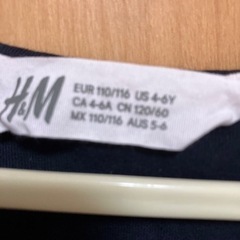 H&M
EUR 110/116 US 4-6Y
CA 4-6A CN 120/60
MX 110/116 AUS 5-6